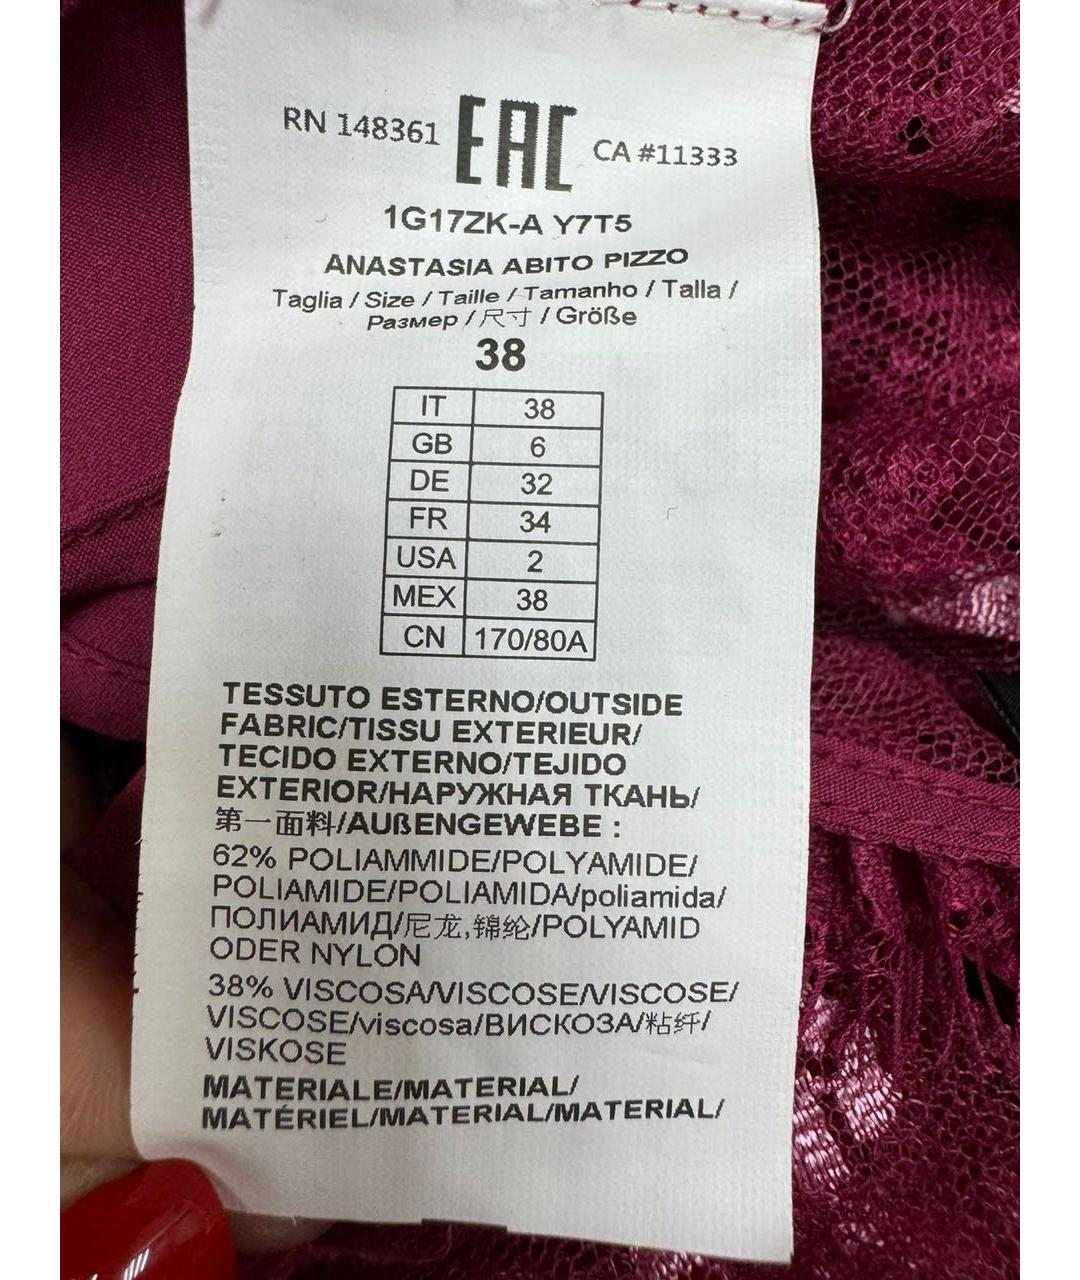 RN 148361 EAC CA #11333
1G17ZK-A Y7T5
ANASTASIA ABITO PIZZO
Taglia / Size / Taille / Tamanho / Talla /
Размер / 尺寸 / Größe
38
IT 38
GB 6
DE 32
FR 34
USA 2
MEX 38
CN 170/80A
TESSUTO ESTERNO/OUTSIDE
FABRIC/TISSU EXTERIEUR/
TECIDO EXTERNO/TEJIDO
EXTERIOR/НАРУЖНАЯ ТКАНЬ/
第一面料/AUßENGEWEBE :
62% POLIAMMIDE/POLYAMIDE/
POLIAMIDE/POLIAMIDA/poliamida/
ПОЛИАМИД/尼龙,锦纶/POLYAMID
ODER NYLON
38% VISCOSA/VISCOSE/VISCOSE/
VISCOSE/viscosa/ВИСКОЗА/粘纤/
VISKOSE
MATERIALE/MATERIAL/
MATÉRIEL/MATERIAL/MATERIAL/